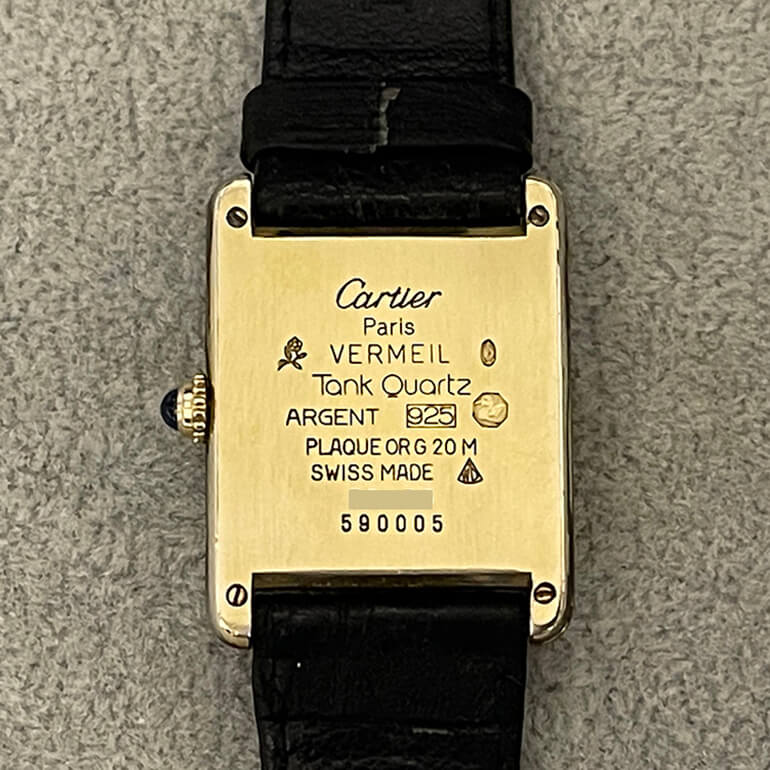 Cartier
Paris
VERMEIL
Tank Quartz
ARGENT 925
PLAQUE OR G 20 M
SWISS MADE
590005